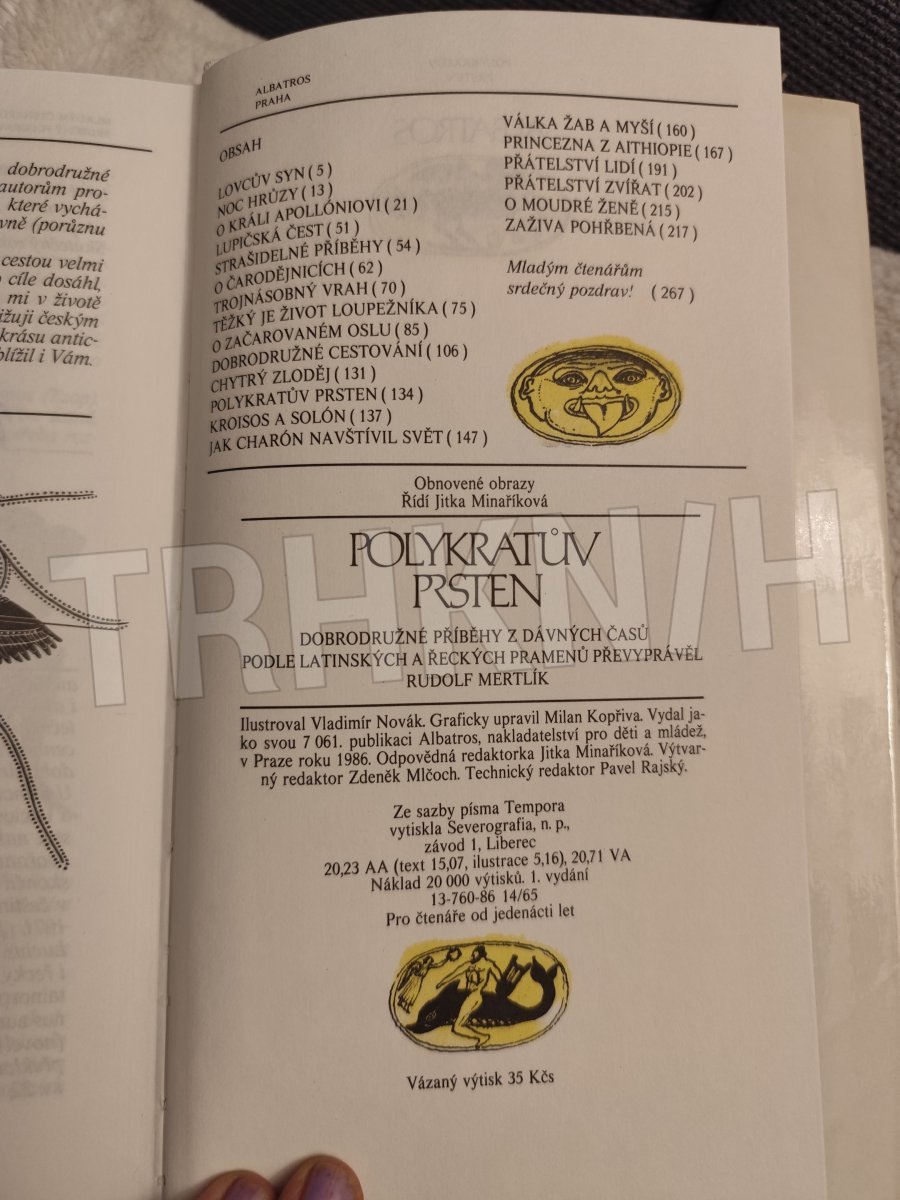 dobrodružné
autorům pro-
které vychá-
vně (porůznu
cestou velmi
cíle dosáhl,
mi v životě
ližuji českým
krásu antic-
blížil i Vám.
ALBATROS
PRAHA
OBSAH
LOVCŮV SYN ( 5 )
NOC HRŮZY ( 13 )
O KRÁLI APOLLÓNIOVI ( 21 )
LUPIČSKÁ ČEST ( 51 )
STRAŠIDELNÉ PŘÍBĚHY ( 54 )
O ČARODĚJNICÍCH ( 62 )
TROJNÁSOBNÝ VRAH ( 70 )
TĚŽKÝ JE ŽIVOT LOUPEŽNÍKA ( 75 )
O ZAČAROVANÉM OSLU ( 85 )
DOBRODRUŽNÉ CESTOVÁNÍ ( 106 )
CHYTRÝ ZLODĚJ ( 131 )
POLYKRATŮV PRSTEN ( 134 )
KROISOS A SOLÓN ( 137 )
JAK CHARÓN NAVŠTÍVIL SVĚT ( 147 )
VÁLKA ŽAB A MYŠÍ ( 160 )
PRINCEZNA Z AITHIOPIE ( 167 )
PŘÁTELSTVÍ LIDÍ ( 191 )
PŘÁTELSTVÍ ZVÍŘAT ( 202 )
O MOUDRÉ ŽENĚ ( 215 )
ZAŽIVA POHŘBENÁ ( 217 )
Mladým čtenářům
srdečný pozdrav! ( 267 )
Obnovené obrazy
Řídí Jitka Minaříková
POLYKRATŮV
PRSTEN
DOBRODRUŽNÉ PŘÍBĚHY Z DÁVNÝCH ČASŮ
PODLE LATINSKÝCH A ŘECKÝCH PRAMENŮ PŘEVYPRÁVĚL
RUDOLF MERTLÍK
Ilustroval Vladimír Novák. Graficky upravil Milan Kopřiva. Vydal ja-
ko svou 7 061. publikaci Albatros, nakladatelství pro děti a mládež,
v Praze roku 1986. Odpovědná redaktorka Jitka Minaříková. Výtvar-
ný redaktor Zdeněk Mlčoch. Technický redaktor Pavel Rajský.
Ze sazby písma Tempora
vytiskla Severografia, n. p.,
závod 1, Liberec
20,23 AA (text 15,07, ilustrace 5,16), 20,71 VA
Náklad 20 000 výtisků. 1. vydání
13-760-86 14/65
Pro čtenáře od jedenácti let
Vázaný výtisk 35 Kčs
TRHKN/H